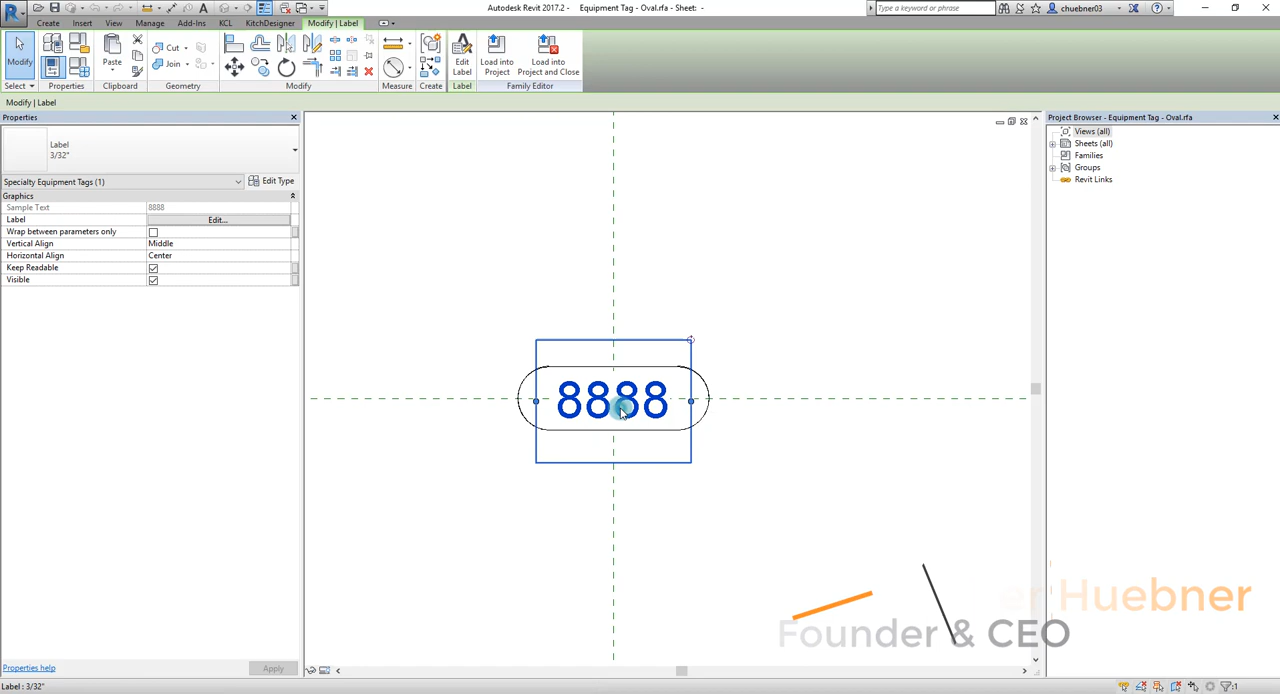 Autodesk Revit 2017.2 - Equipment Tag - Oval.rfa - Sheet: -
Type a keyword or phrase
chuebner03
Create Insert View Manage Add-Ins KCL KitchDesigner Modify | Label
Modify
Paste
Cut
Join
Edit Label
Load into Project
Load into Project and Close
Select Properties Clipboard Geometry Modify Measure Create Label Family Editor
Modify | Label
Properties
Label
3/32"
Specialty Equipment Tags (1)
Edit Type
Graphics
Sample Text 8888
Label Edit...
Wrap between parameters only
Vertical Align Middle
Horizontal Align Center
Keep Readable
Visible
Properties help
Apply
8888
Project Browser - Equipment Tag - Oval.rfa
Views (all)
Sheets (all)
Families
Groups
Revit Links
er Huebner
Founder & CEO
Label : 3/32"
:1